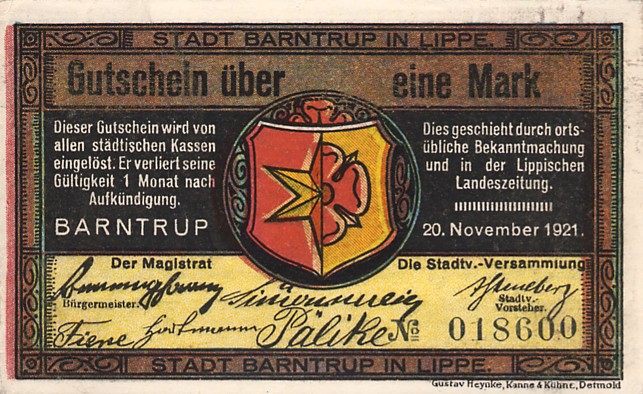 STADT BARNTRUP IN LIPPE.
Gutschein über eine Mark
Dieser Gutschein wird von
allen städtischen Kassen
eingelöst. Er verliert seine
Gültigkeit 1 Monat nach
Aufkündigung.
BARNTRUP
Dies geschieht durch orts-
übliche Bekanntmachung
und in der Lippischen
Landeszeitung.
20. November 1921.
Der Magistrat
Die Stadtv.-Versammlung
Bürgermeister.
Stadtv.-
Vorsteher.
Pälike
№ 018600
STADT BARNTRUP IN LIPPE.
Gustav Heynke, Kanne & Kühnr., Detmold